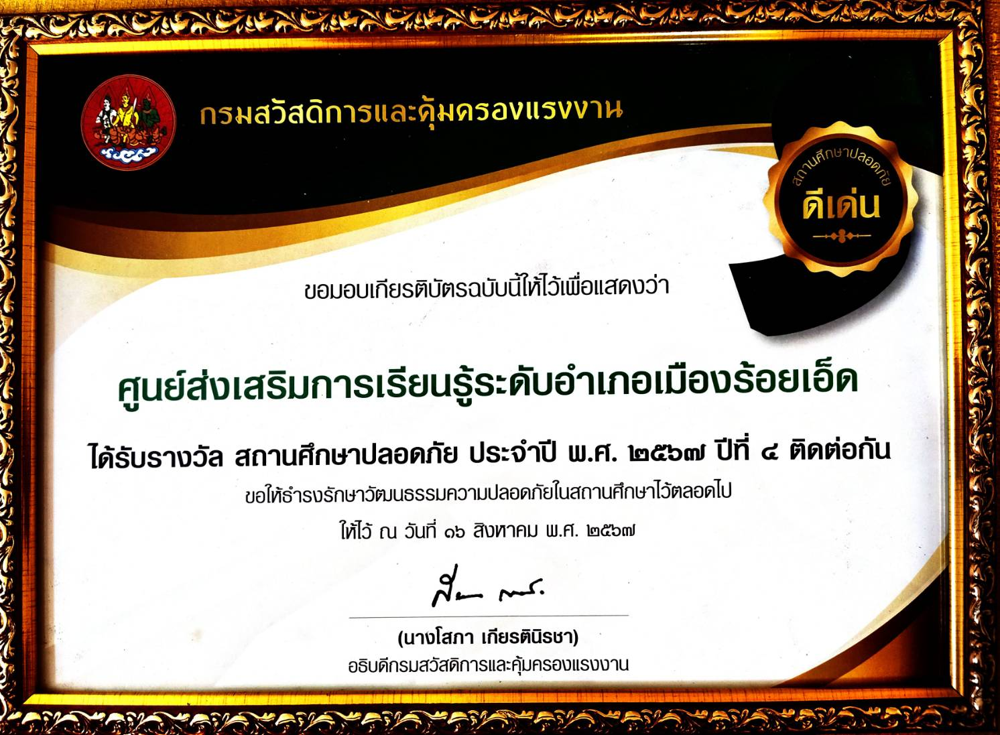 กรมสวัสดิการและคุ้มครองแรงงาน
สถานศึกษาปลอดภัย
ดีเด่น
ขอมอบเกียรติบัตรฉบับนี้ให้ไว้เพื่อแสดงว่า
ศูนย์ส่งเสริมการเรียนรู้ระดับอำเภอเมืองร้อยเอ็ด
ได้รับรางวัล สถานศึกษาปลอดภัย ประจำปี พ.ศ. ๒๕๖๗ ปีที่ ๔ ติดต่อกัน
ขอให้ธำรงรักษาวัฒนธรรมความปลอดภัยในสถานศึกษาไว้ตลอดไป
ให้ไว้ ณ วันที่ ๑๖ สิงหาคม พ.ศ. ๒๕๖๗
(นางโสภา เกียรตินิรชา)
อธิบดีกรมสวัสดิการและคุ้มครองแรงงาน